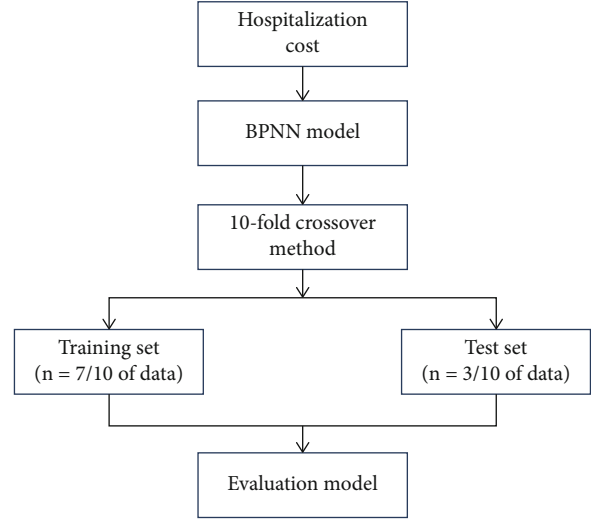 Hospitalization
cost
BPNN model
10-fold crossover
method
Training set
(n = 7/10 of data)
Test set
(n = 3/10 of data)
Evaluation model